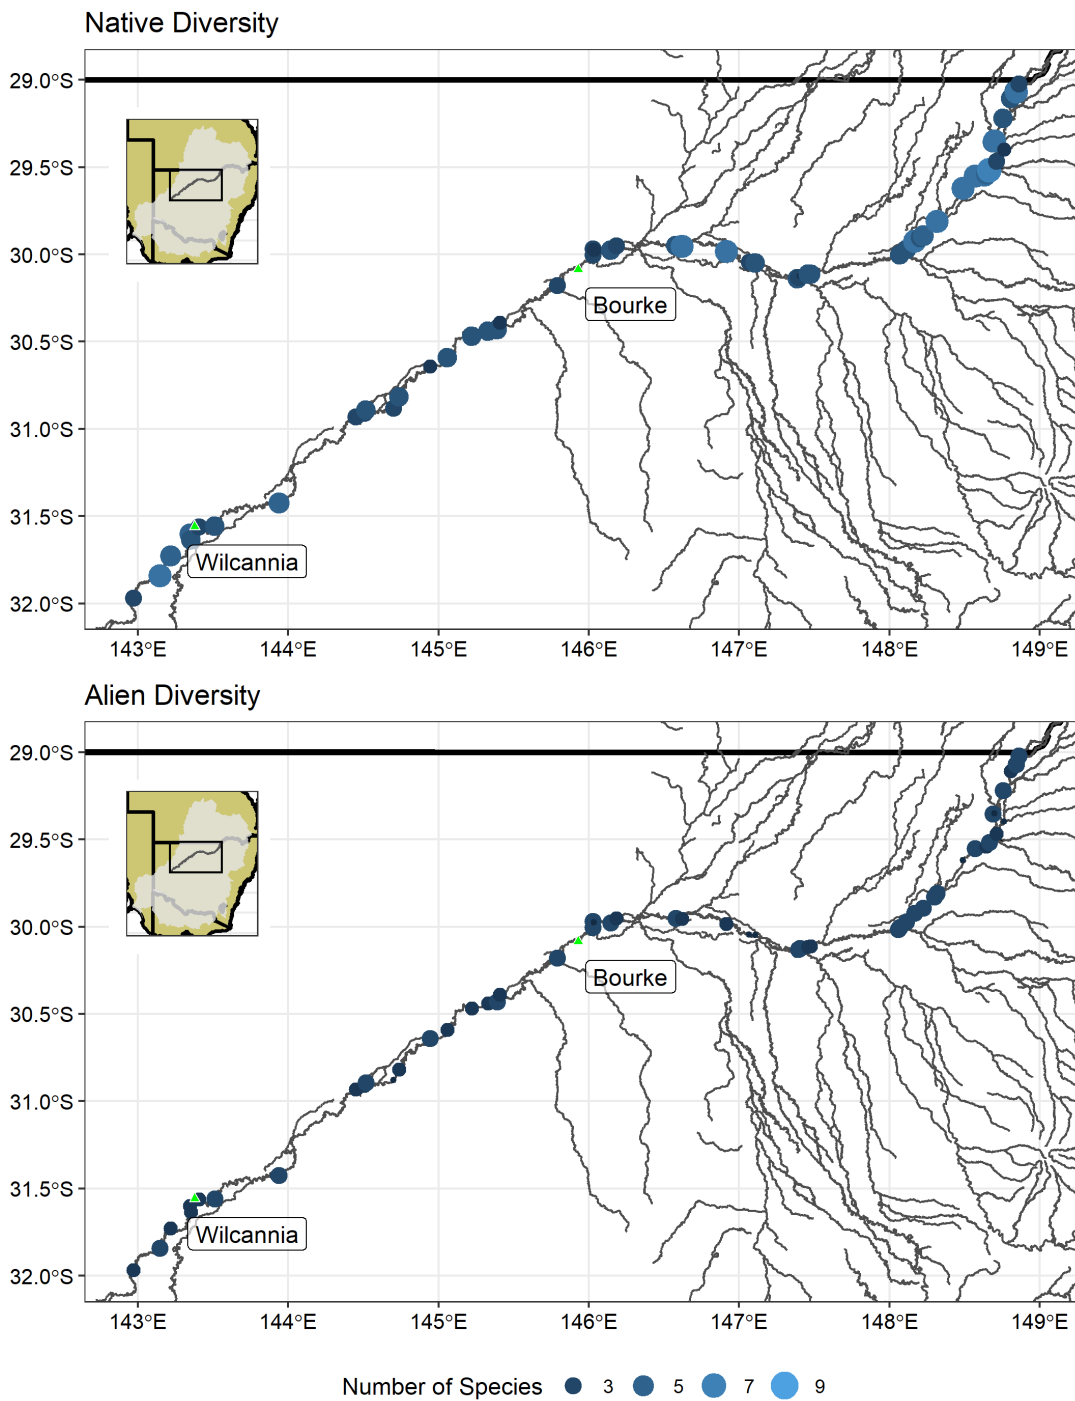 Native Diversity
29.0°S
29.5°S
30.0°S
30.5°S
31.0°S
31.5°S
32.0°S
Bourke
Wilcannia
143°E 144°E 145°E 146°E 147°E 148°E 149°E
Alien Diversity
29.0°S
29.5°S
30.0°S
30.5°S
31.0°S
31.5°S
32.0°S
Bourke
Wilcannia
143°E 144°E 145°E 146°E 147°E 148°E 149°E
Number of Species 3 5 7 9